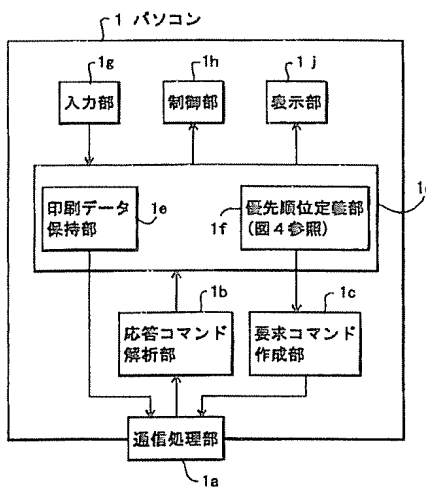 1 パソコン
1g
1h
1j
入力部
制御部
表示部
印刷データ
保持部
1e
1f
優先順位定義部
(図4参照)
1b
1c
応答コマンド
解析部
要求コマンド
作成部
通信処理部
1a